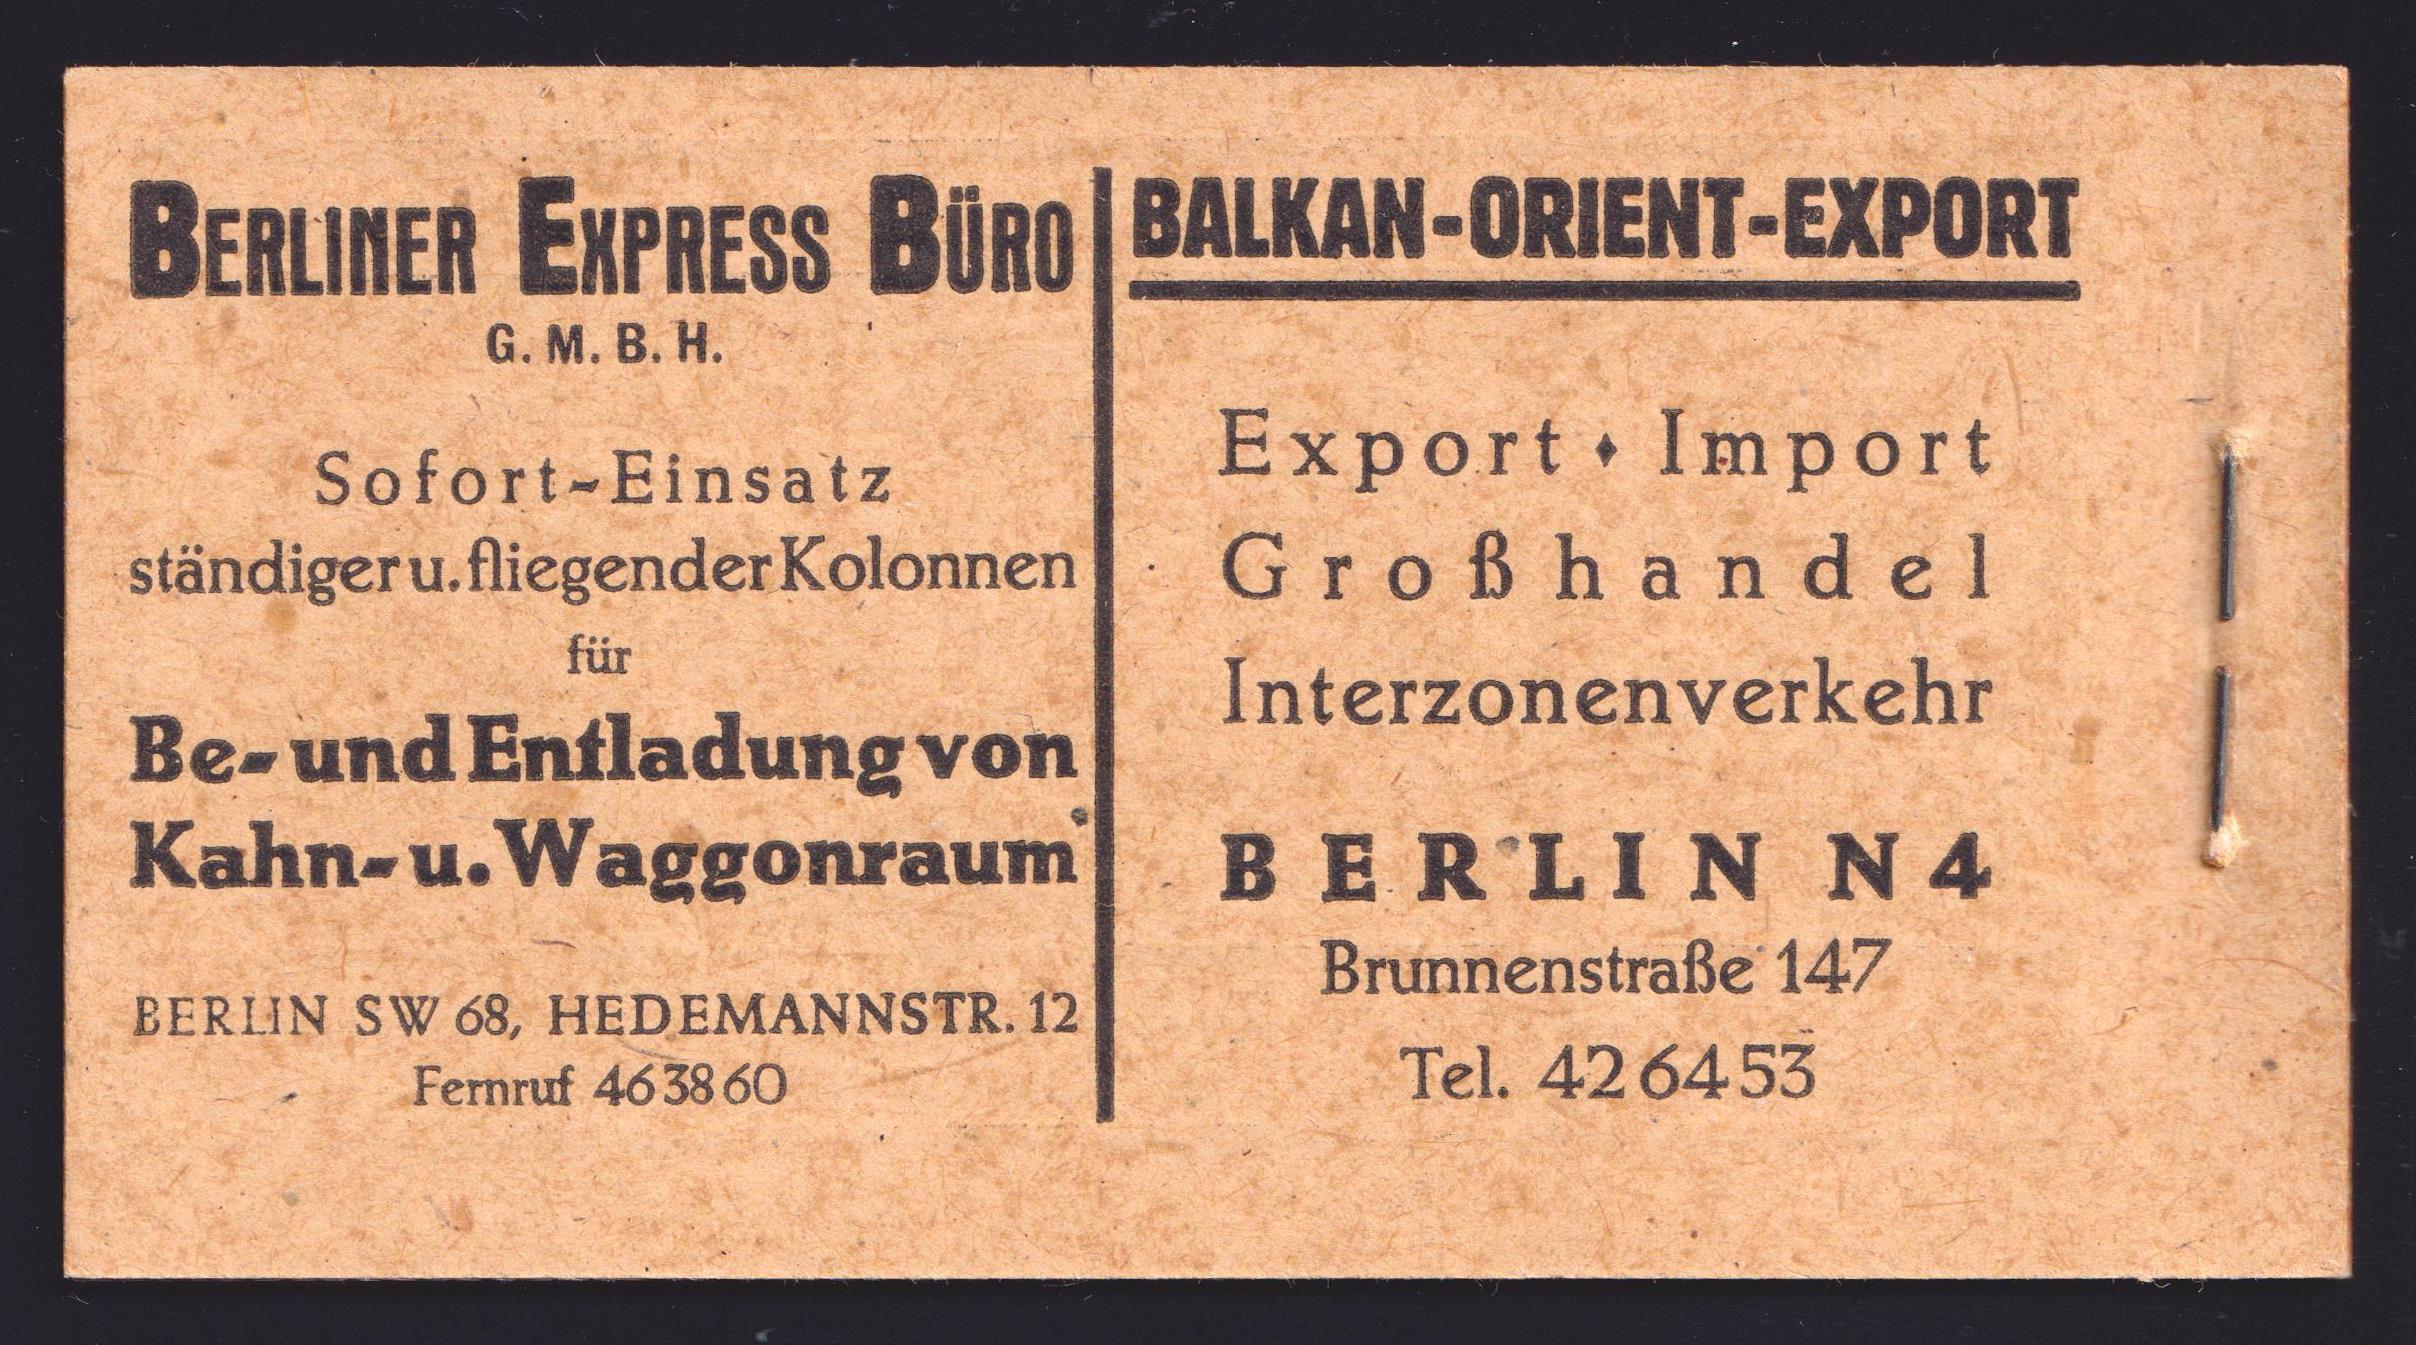 BERLINER EXPRESS BÜRO
G. M. B. H.
Sofort-Einsatz
ständiger u. fliegender Kolonnen
für
Be- und Entladung von
Kahn- u. Waggonraum
BERLIN SW 68, HEDEMANNSTR. 12
Fernruf 463860
BALKAN-ORIENT-EXPORT
Export ♦ Import
Großhandel
Interzonenverkehr
BERLIN N 4
Brunnenstraße 147
Tel. 426453